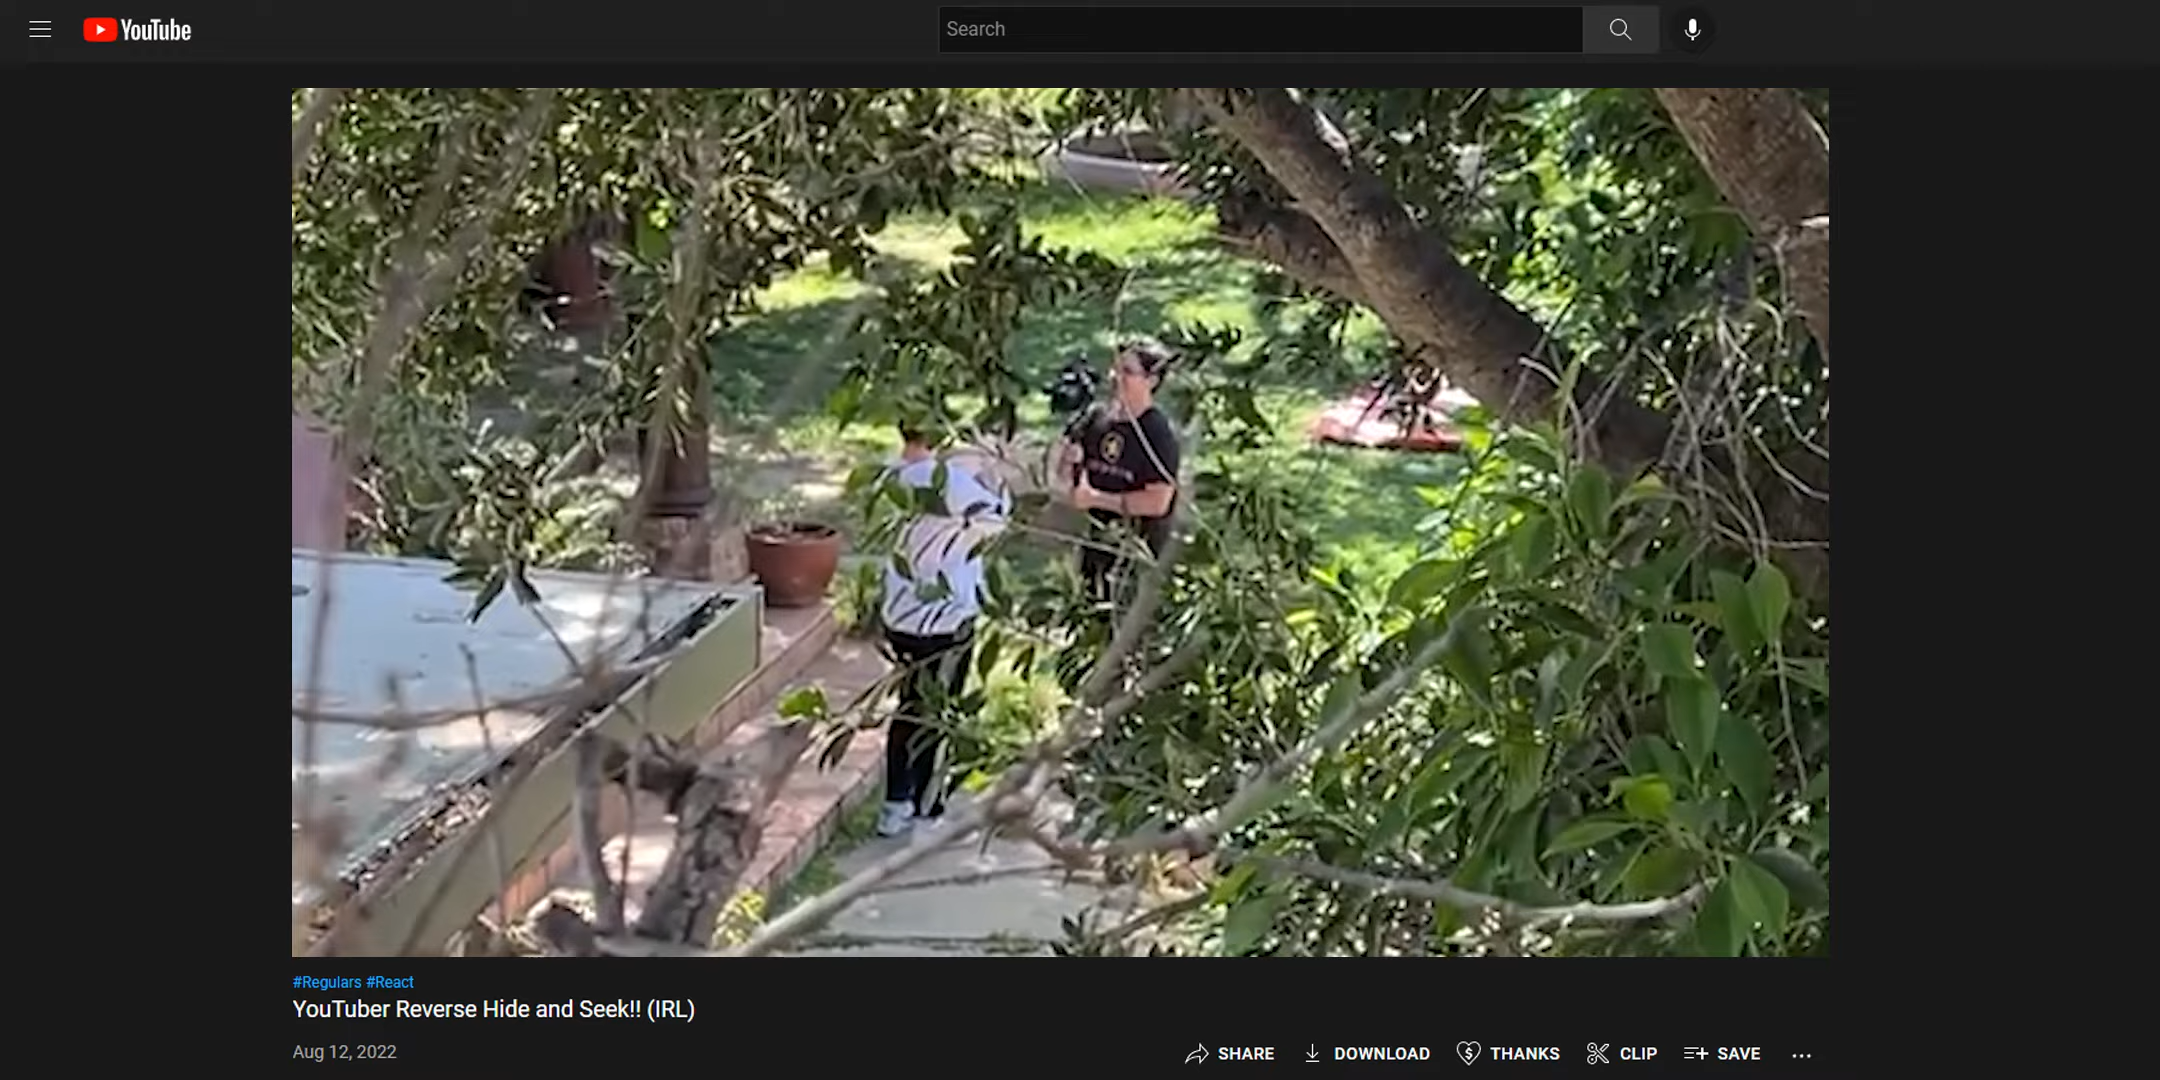 YouTube
Search
#Regulars #React
YouTuber Reverse Hide and Seek!! (IRL)
Aug 12, 2022
SHARE DOWNLOAD THANKS CLIP SAVE ...